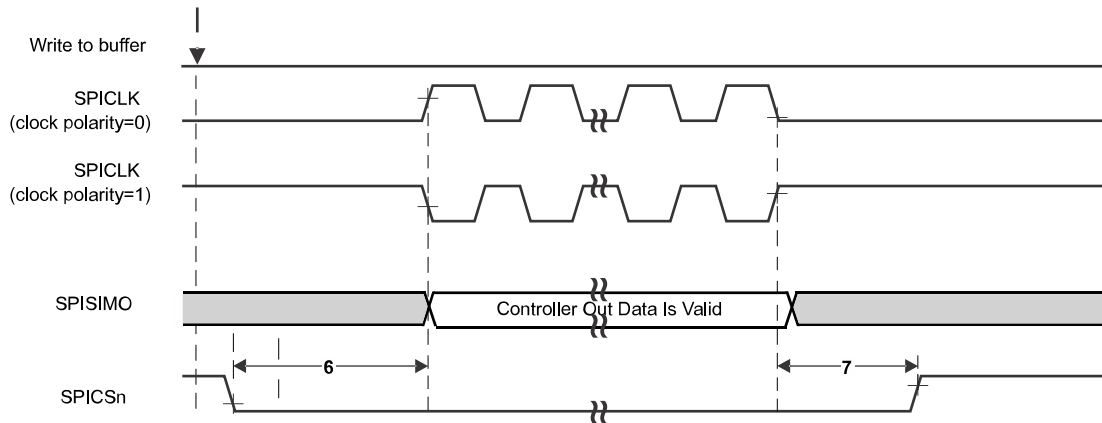 Write to buffer
SPICLK
(clock polarity=0)
SPICLK
(clock polarity=1)
SPISIMO
Controller Out Data Is Valid
6
7
SPICSn